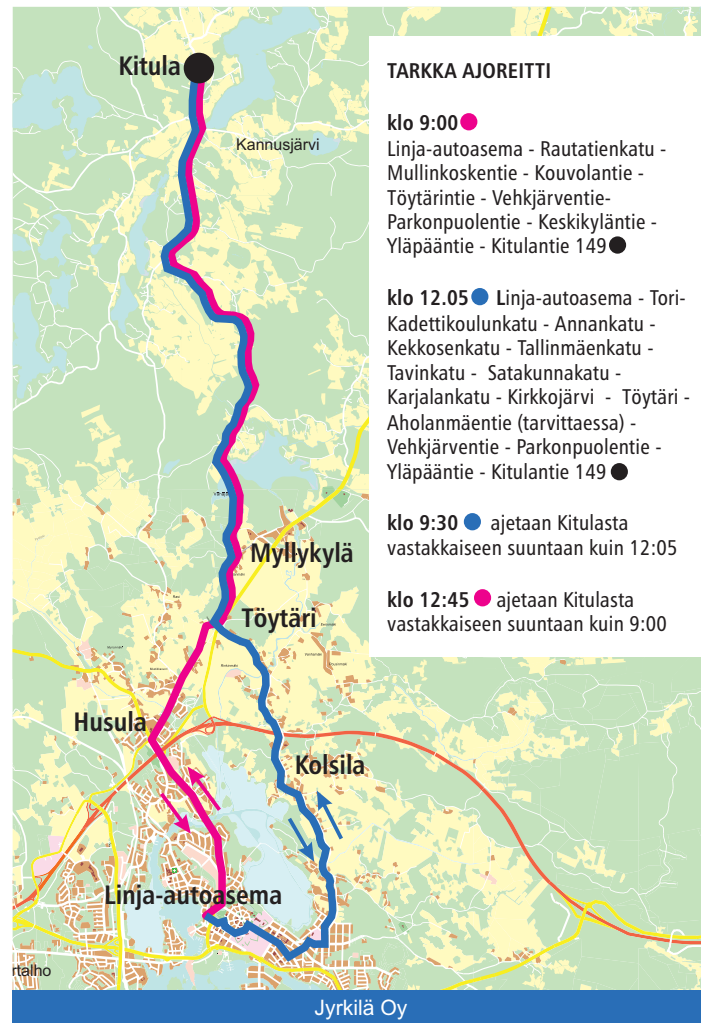 Kitula
Kannusjärvi
Myllykylä
Töytäri
Husula
Kolsila
Linja-autoasema
rtalho
TARKKA AJOREITTI
klo 9:00
Linja-autoasema - Rautatienkatu -
Mullinkoskentie - Kouvolantie -
Töytärintie - Vehkjärventie-
Parkonpuolentie - Keskikyläntie -
Yläpääntie - Kitulantie 149
klo 12.05 Linja-autoasema - Tori-
Kadettikoulunkatu - Annankatu -
Kekkosenkatu - Tallinmäenkatu -
Tavinkatu - Satakunnakatu -
Karjalankatu - Kirkkojärvi - Töytäri -
Aholanmäentie (tarvittaessa) -
Vehkjärventie - Parkonpuolentie -
Yläpääntie - Kitulantie 149
klo 9:30 ajetaan Kitulasta
vastakkaiseen suuntaan kuin 12:05
klo 12:45 ajetaan Kitulasta
vastakkaiseen suuntaan kuin 9:00
Jyrkilä Oy